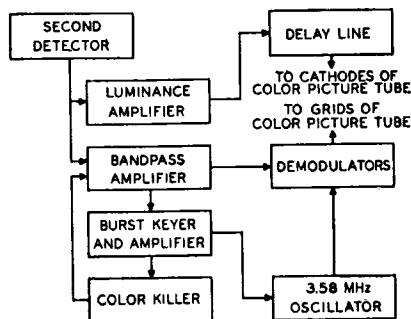 SECOND
DETECTOR
DELAY LINE
LUMINANCE
AMPLIFIER
TO CATHODES OF
COLOR PICTURE TUBE
TO GRIDS OF
COLOR PICTURE TUBE
BANDPASS
AMPLIFIER
DEMODULATORS
BURST KEYER
AND AMPLIFIER
COLOR KILLER
3.58 MHz
OSCILLATOR